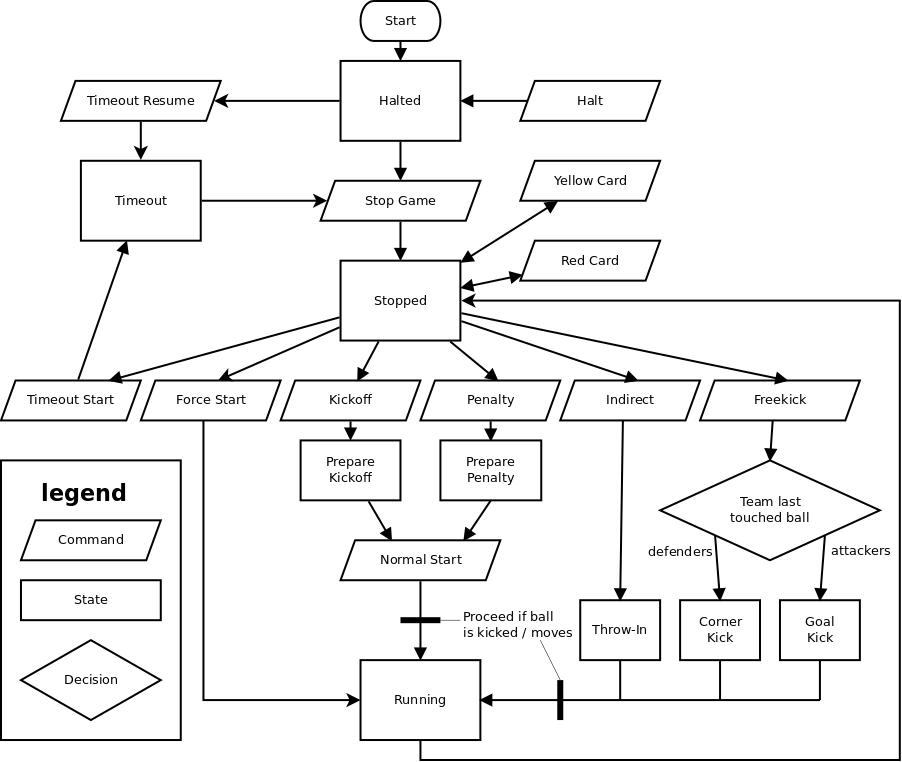 Start
Timeout Resume
Halted
Halt
Timeout
Stop Game
Yellow Card
Red Card
Stopped
Timeout Start
Force Start
Kickoff
Penalty
Indirect
Freekick
Prepare
Kickoff
Prepare
Penalty
Team last
touched ball
defenders
attackers
legend
Command
State
Decision
Normal Start
Proceed if ball
is kicked / moves
Throw-In
Corner
Kick
Goal
Kick
Running